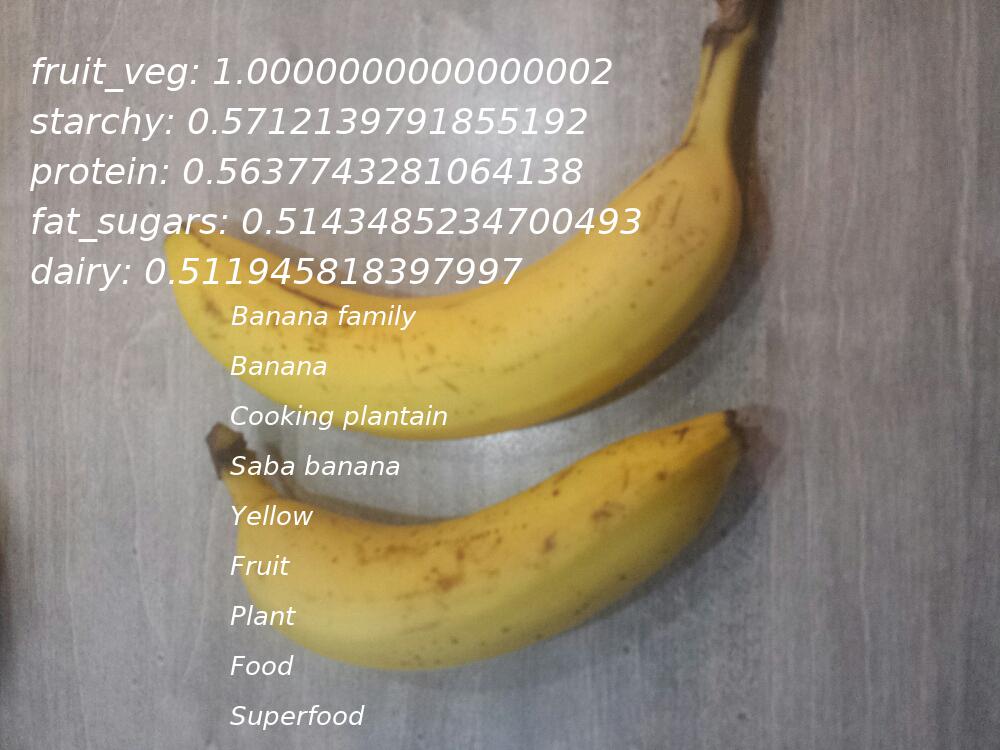 fruit_veg: 1.0000000000000002
starchy: 0.5712139791855192
protein: 0.5637743281064138
fat_sugars: 0.5143485234700493
dairy: 0.511945818397997
Banana family
Banana
Cooking plantain
Saba banana
Yellow
Fruit
Plant
Food
Superfood